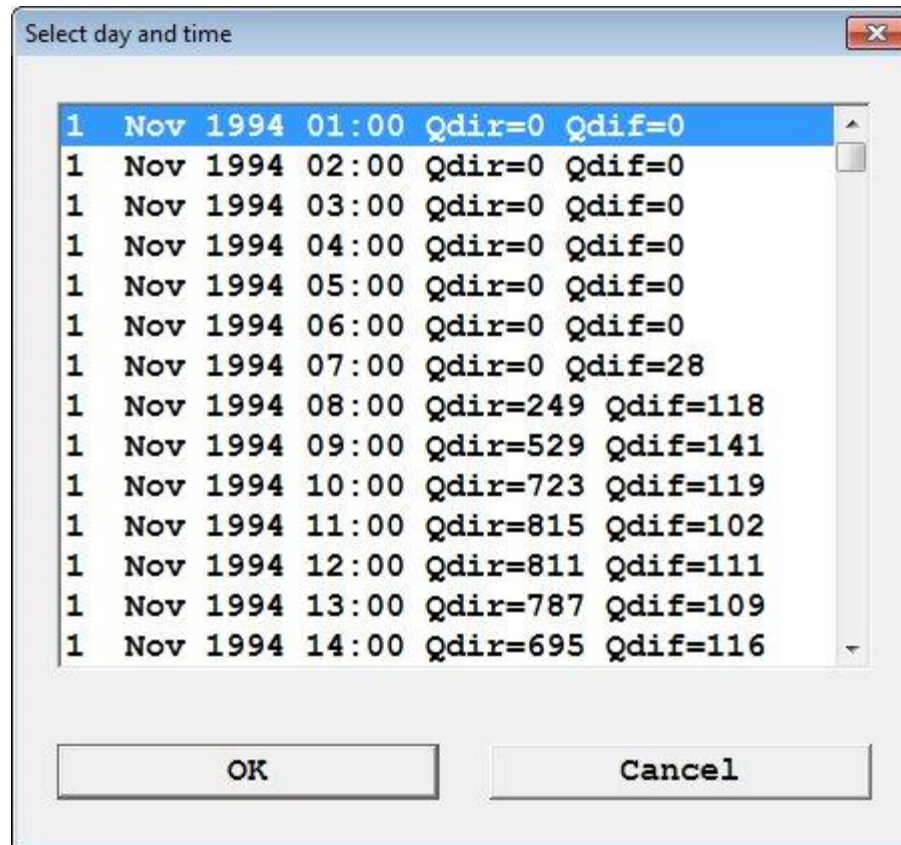 Select day and time
1 Nov 1994 01:00 Qdir=0 Qdif=0
1 Nov 1994 02:00 Qdir=0 Qdif=0
1 Nov 1994 03:00 Qdir=0 Qdif=0
1 Nov 1994 04:00 Qdir=0 Qdif=0
1 Nov 1994 05:00 Qdir=0 Qdif=0
1 Nov 1994 06:00 Qdir=0 Qdif=0
1 Nov 1994 07:00 Qdir=0 Qdif=28
1 Nov 1994 08:00 Qdir=249 Qdif=118
1 Nov 1994 09:00 Qdir=529 Qdif=141
1 Nov 1994 10:00 Qdir=723 Qdif=119
1 Nov 1994 11:00 Qdir=815 Qdif=102
1 Nov 1994 12:00 Qdir=811 Qdif=111
1 Nov 1994 13:00 Qdir=787 Qdif=109
1 Nov 1994 14:00 Qdir=695 Qdif=116
OK Cancel